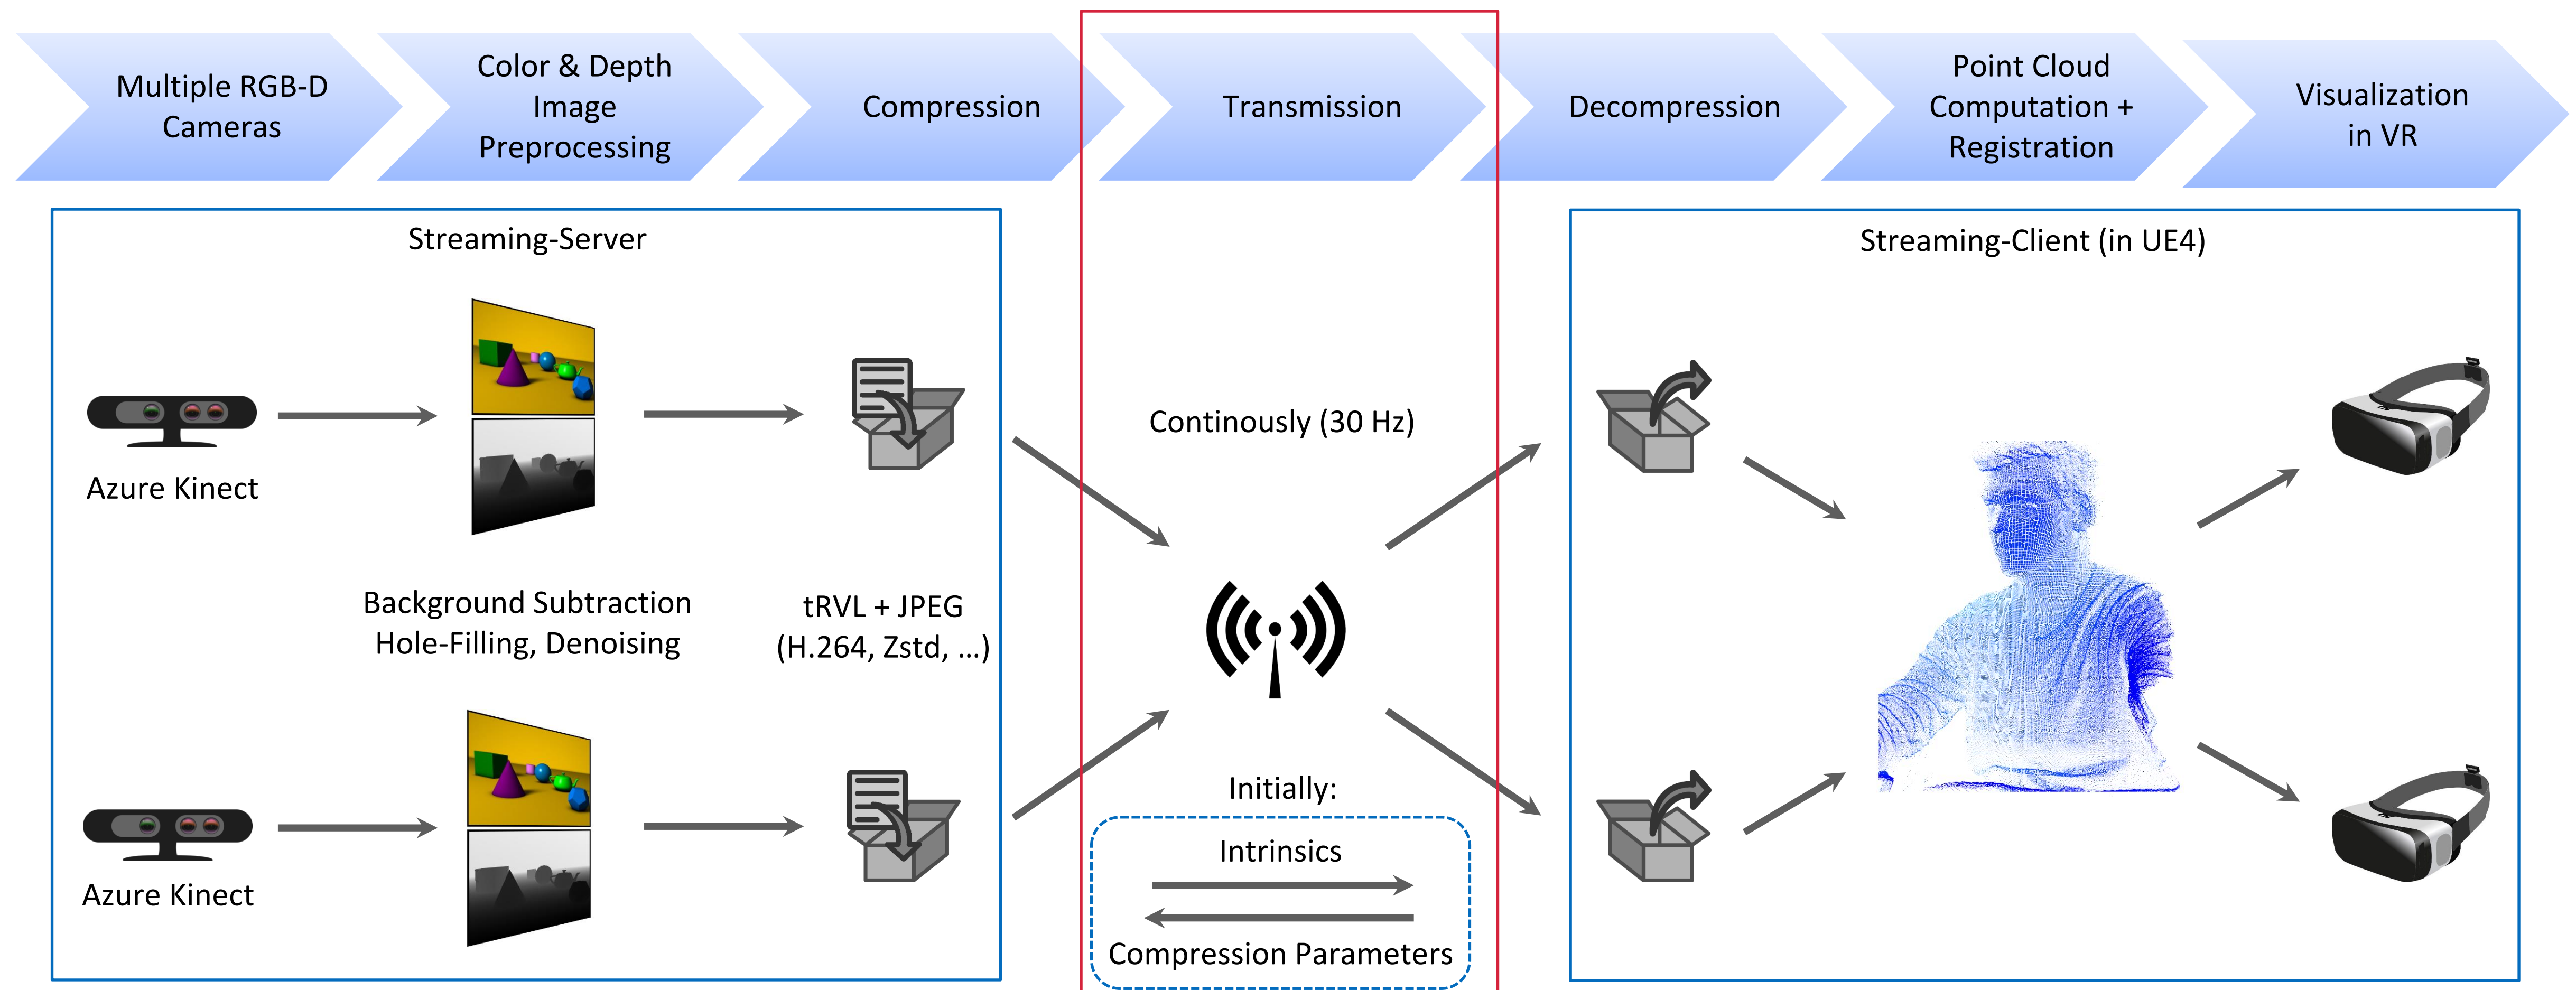 Multiple RGB-D
Cameras
Color & Depth
Image
Preprocessing
Compression
Transmission
Decompression
Point Cloud
Computation +
Registration
Visualization
in VR
Streaming-Server
Azure Kinect
Background Subtraction
Hole-Filling, Denoising
tRVL + JPEG
(H.264, Zstd, ...)
Azure Kinect
Continously (30 Hz)
Initially:
Intrinsics
Compression Parameters
Streaming-Client (in UE4)